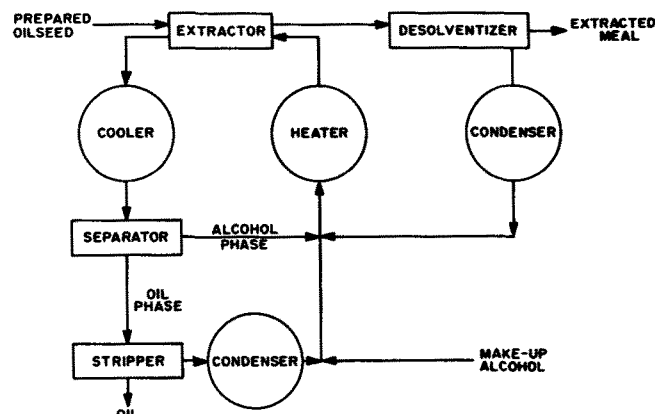 PREPARED
OILSEED
EXTRACTOR
DESOLVENTIZER
EXTRACTED
MEAL
COOLER
HEATER
CONDENSER
SEPARATOR
ALCOHOL
PHASE
OIL
PHASE
STRIPPER
CONDENSER
MAKE-UP
ALCOHOL
OIL